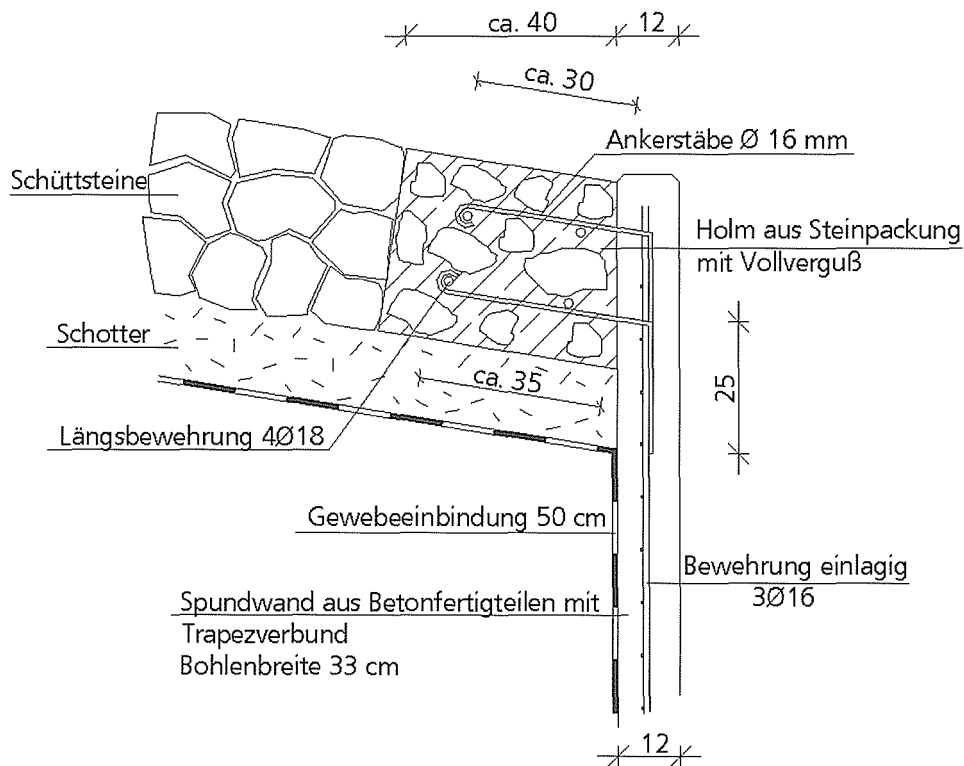 ca. 40
12
ca. 30
Ankerstäbe Ø 16 mm
Schüttsteine
Holm aus Steinpackung
mit Vollverguß
Schotter
ca. 35
25
Längsbewehrung 4Ø18
Gewebeeinbindung 50 cm
Bewehrung einlagig
3Ø16
Spundwand aus Betonfertigteilen mit
Trapezverbund
Bohlenbreite 33 cm
12